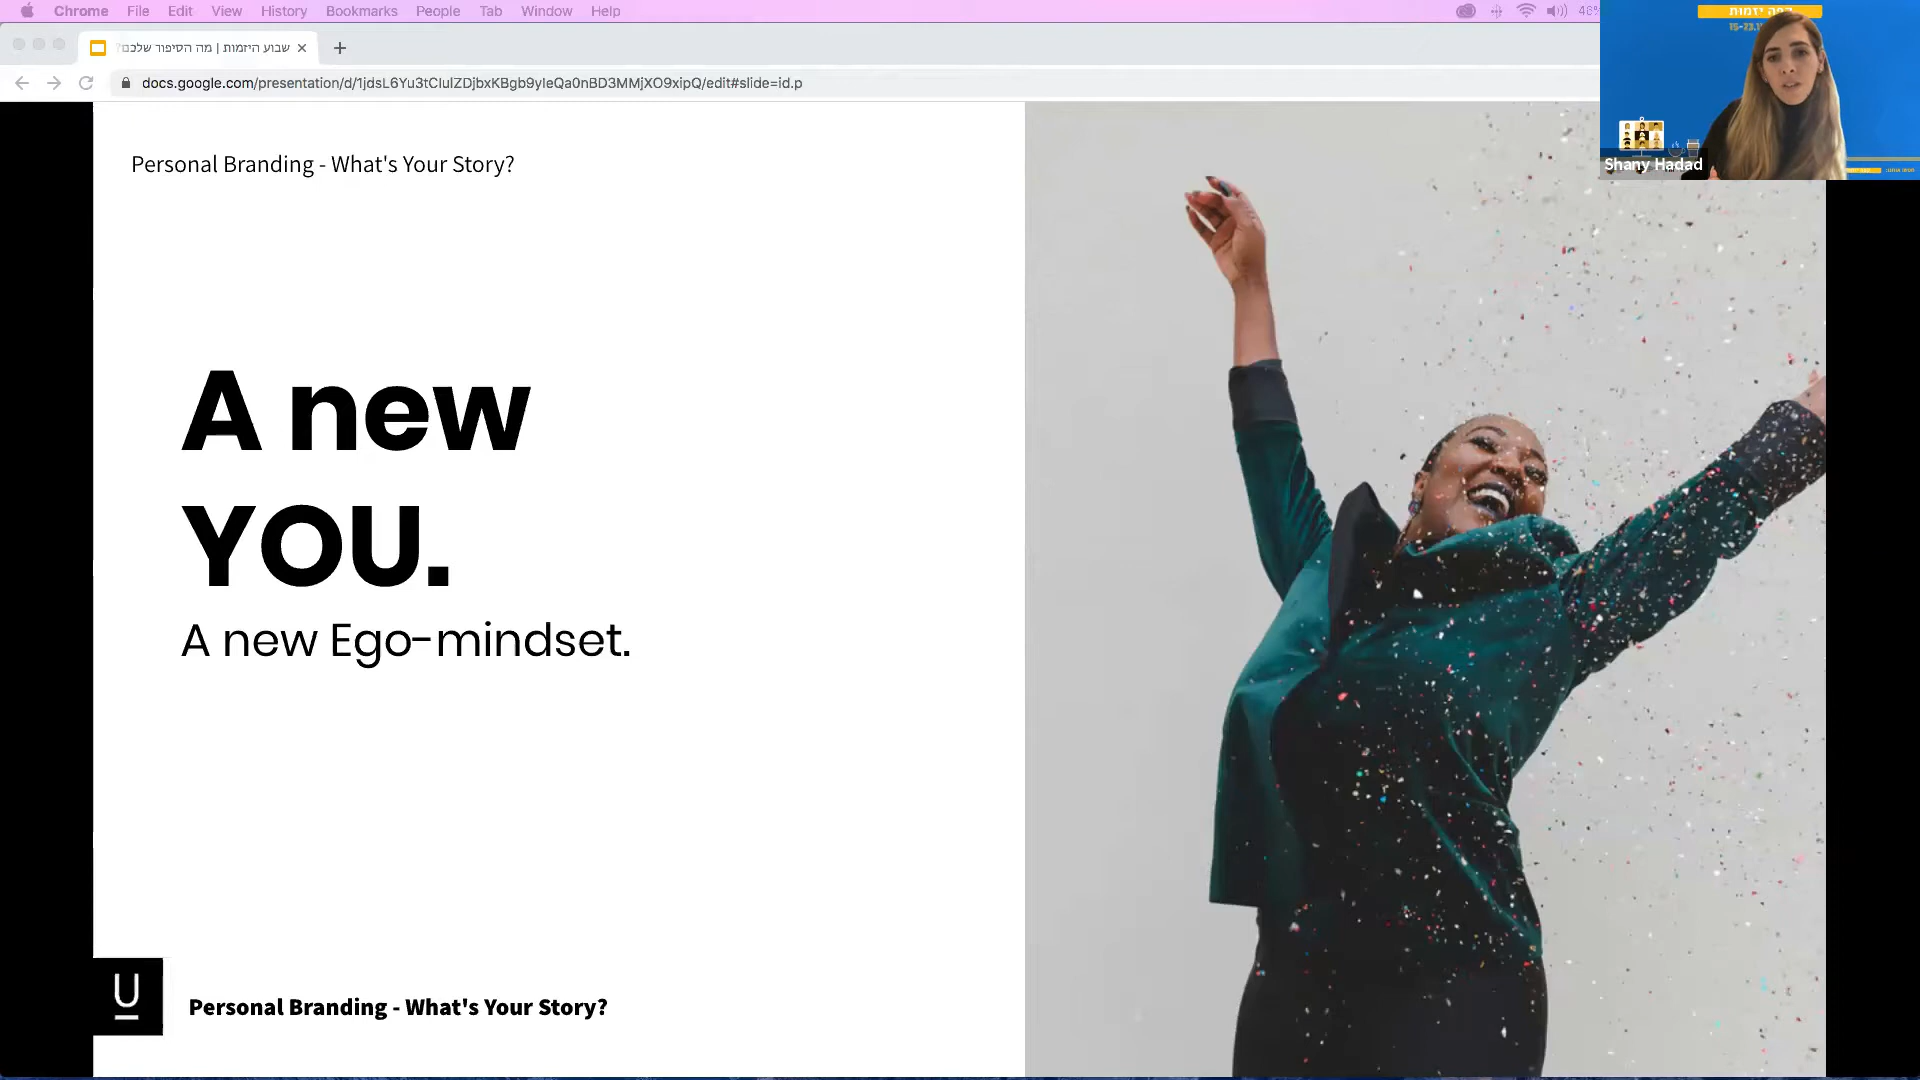 Chrome File Edit View History Bookmarks People Tab Window Help
שבוע היזמות | מה הסיפור שלכם?
docs.google.com/presentation/d/1jdsL6Yu3tCIulZDjbxKBgb9yIeQa0nBD3MMjXO9xipQ/edit#slide=id.p
Shany Hadad
Personal Branding - What's Your Story?
A new
YOU.
A new Ego-mindset.
U
Personal Branding - What's Your Story?